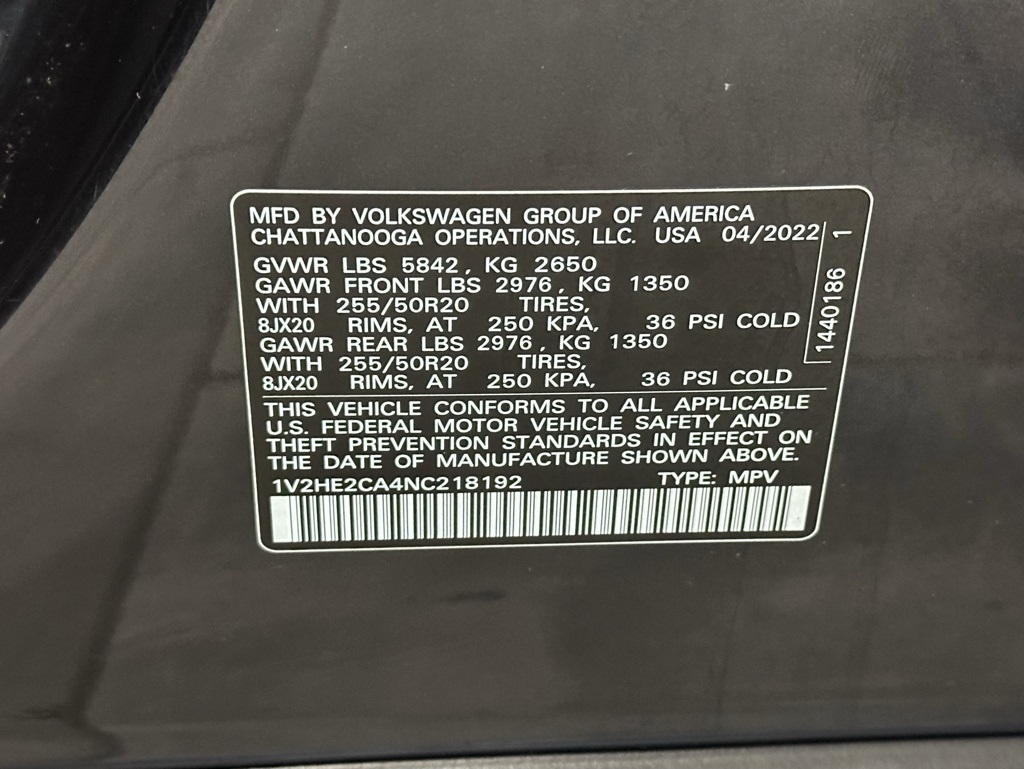 MFD BY VOLKSWAGEN GROUP OF AMERICA
CHATTANOOGA OPERATIONS, LLC. USA 04/2022
GVWR LBS 5842, KG 2650
GAWR FRONT LBS 2976, KG 1350
WITH 255/50R20 TIRES,
8JX20 RIMS, AT 250 KPA, 36 PSI COLD
GAWR REAR LBS 2976, KG 1350
WITH 255/50R20 TIRES,
8JX20 RIMS, AT 250 KPA, 36 PSI COLD
1440186 1
THIS VEHICLE CONFORMS TO ALL APPLICABLE
U.S. FEDERAL MOTOR VEHICLE SAFETY AND
THEFT PREVENTION STANDARDS IN EFFECT ON
THE DATE OF MANUFACTURE SHOWN ABOVE.
1V2HE2CA4NC218192 TYPE: MPV